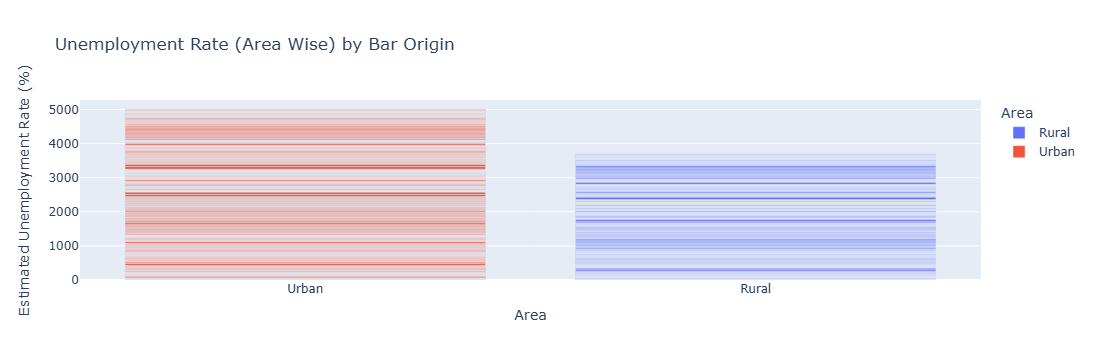 Unemployment Rate (Area Wise) by Bar Origin
Estimated Unemployment Rate (%)
5000
4000
3000
2000
1000
0
Urban
Rural
Area
Area
Rural
Urban